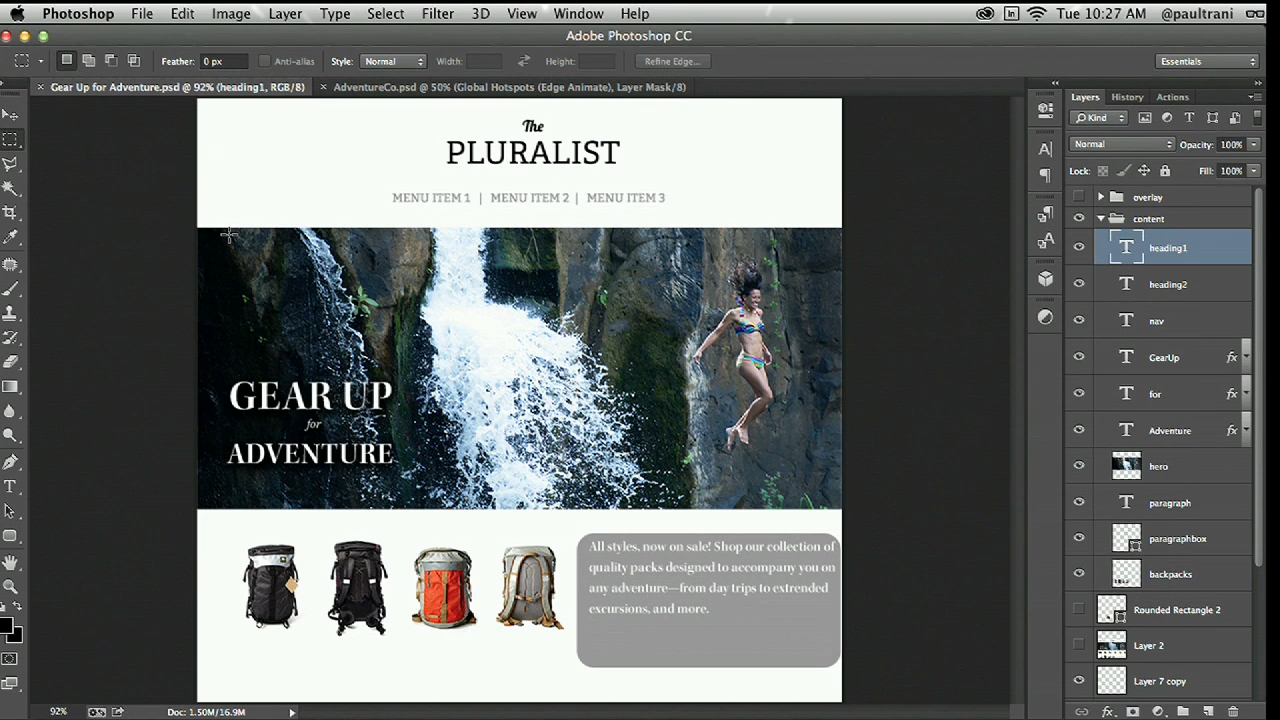 Photoshop File Edit Image Layer Type Select Filter 3D View Window Help Tue 10:27 AM @paultrani
Adobe Photoshop CC
Feather: 0 px Anti-alias Style: Normal Width: Height: Refine Edge... Essentials
Gear Up for Adventure.psd @ 92% (heading1, RGB/8) AdventureCo.psd @ 50% (Global Hotspots (Edge Animate), Layer Mask/8)
The
PLURALIST
MENU ITEM 1 | MENU ITEM 2 | MENU ITEM 3
GEAR UP
for
ADVENTURE
All styles, now on sale! Shop our collection of
quality packs designed to accompany you on
any adventure—from day trips to extrended
excursions, and more.
Layers History Actions
Kind
Normal Opacity: 100%
Lock: Fill: 100%
overlay
content
heading1
heading2
nav
GearUp fx
for fx
Adventure fx
hero
paragraph
paragraphbox
backpacks
Rounded Rectangle 2
Layer 2
Layer 7 copy
fx
92% Doc: 1.50M/16.9M